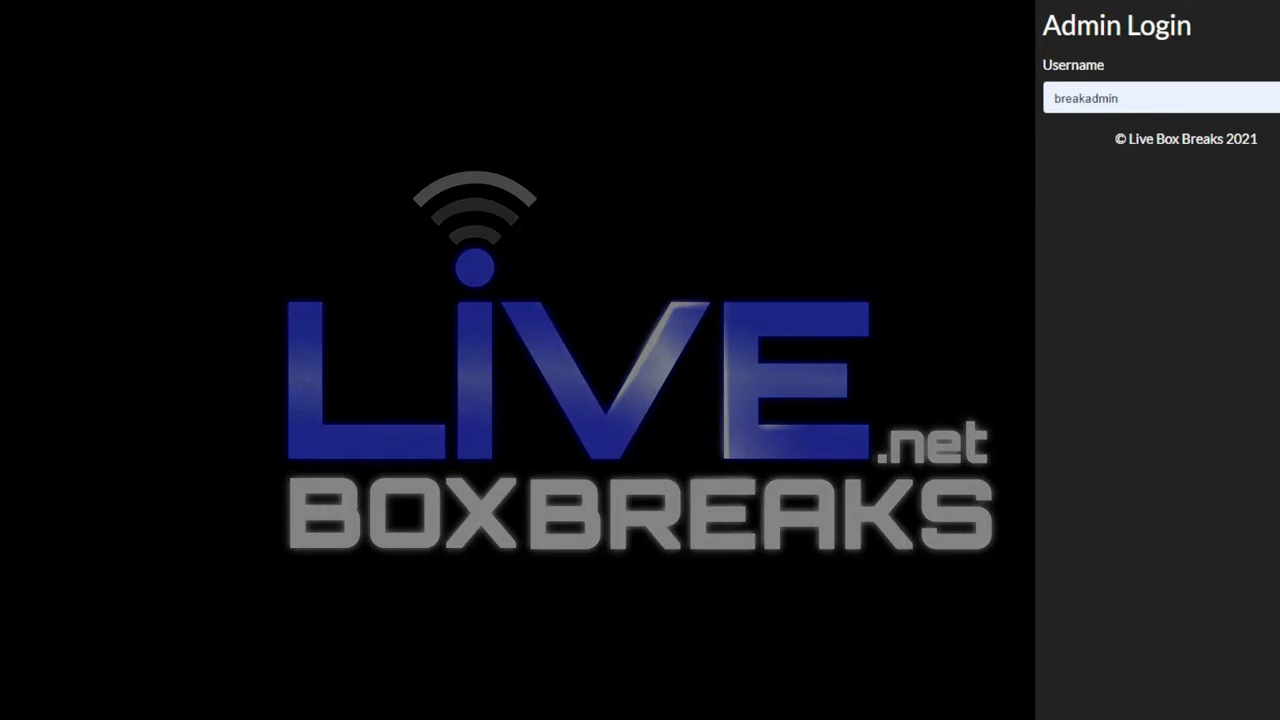 Admin Login
Username
breakadmin
© Live Box Breaks 2021
LiVE
.net
BOXBREAKS